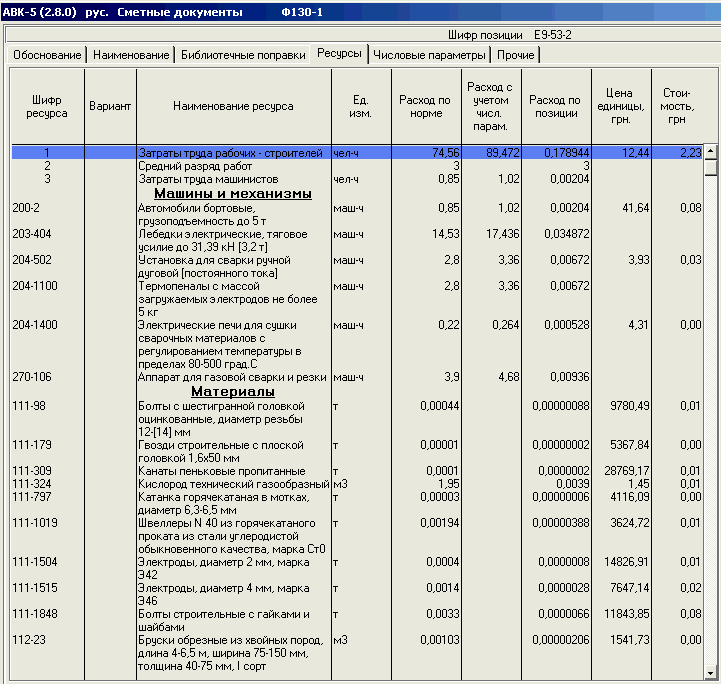 АВК-5 (2.8.0) рус. Сметные документы Ф130-1
Шифр позиции Е9-53-2
Обоснование Наименование Библиотечные поправки Ресурсы Числовые параметры Прочие
Шифр ресурса Вариант Наименование ресурса Ед. изм. Расход по норме Расход с учетом числ. парам. Расход по позиции Цена единицы, грн. Стои-мость, грн
1 Затраты труда рабочих - строителей чел-ч 74,56 89,472 0,178944 12,44 2,23
2 Средний разряд работ 3 3
3 Затраты труда машинистов чел-ч 0,85 1,02 0,00204
Машины и механизмы
200-2 Автомобили бортовые, маш-ч 0,85 1,02 0,00204 41,64 0,08
грузоподъемность до 5 т
203-404 Лебедки электрические, тяговое маш-ч 14,53 17,436 0,034872
усилие до 31,39 кН [3,2 т]
204-502 Установка для сварки ручной маш-ч 2,8 3,36 0,00672 3,93 0,03
дуговой [постоянного тока]
204-1100 Термопеналы с массой маш-ч 2,8 3,36 0,00672
загружаемых электродов не более
5 кг
204-1400 Электрические печи для сушки маш-ч 0,22 0,264 0,000528 4,31 0,00
сварочных материалов с
регулированием температуры в
пределах 80-500 град.С
270-106 Аппарат для газовой сварки и резки маш-ч 3,9 4,68 0,00936
Материалы
111-98 Болты с шестигранной головкой т 0,00044 0,00000088 9780,49 0,01
оцинкованные, диаметр резьбы
12-[14] мм
111-179 Гвозди строительные с плоской т 0,00001 0,00000002 5367,84 0,00
головкой 1,6х50 мм
111-309 Канаты пеньковые пропитанные т 0,0001 0,0000002 28769,17 0,01
111-324 Кислород технический газообразный м3 1,95 0,0039 1,45 0,01
111-797 Катанка горячекатаная в мотках, т 0,00003 0,00000006 4116,09 0,00
диаметр 6,3-6,5 мм
111-1019 Швеллеры N 40 из горячекатаного т 0,00194 0,00000388 3624,72 0,01
проката из стали углеродистой
обыкновенного качества, марка Ст0
111-1504 Электроды, диаметр 2 мм, марка т 0,0004 0,0000008 14826,91 0,01
Э42
111-1515 Электроды, диаметр 4 мм, марка т 0,0014 0,0000028 7647,14 0,02
Э46
111-1848 Болты строительные с гайками и т 0,0033 0,0000066 11843,85 0,08
шайбами
112-23 Бруски обрезные из хвойных пород, м3 0,00103 0,00000206 1541,73 0,00
длина 4-6,5 м, ширина 75-150 мм,
толщина 40-75 мм, I сорт